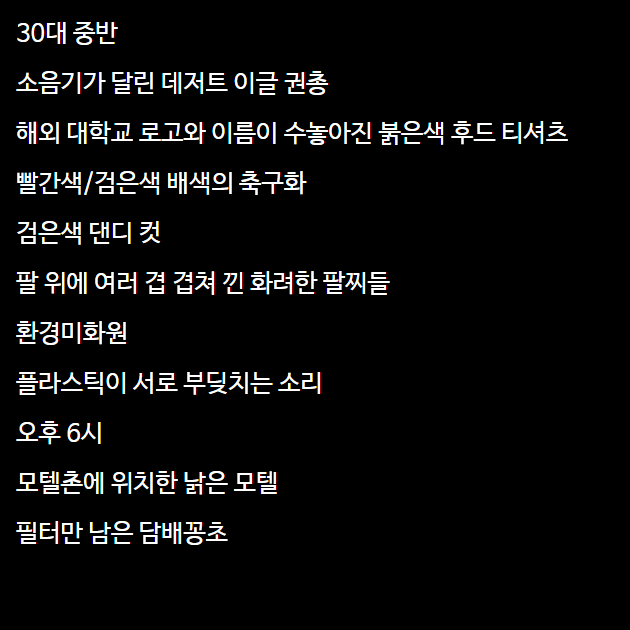 30대 중반
소음기가 달린 데저트 이글 권총
해외 대학교 로고와 이름이 수놓아진 붉은색 후드 티셔츠
빨간색/검은색 배색의 축구화
검은색 댄디 컷
팔 위에 여러 겹 겹쳐 낀 화려한 팔찌들
환경미화원
플라스틱이 서로 부딪치는 소리
오후 6시
모텔촌에 위치한 낡은 모텔
필터만 남은 담배꽁초